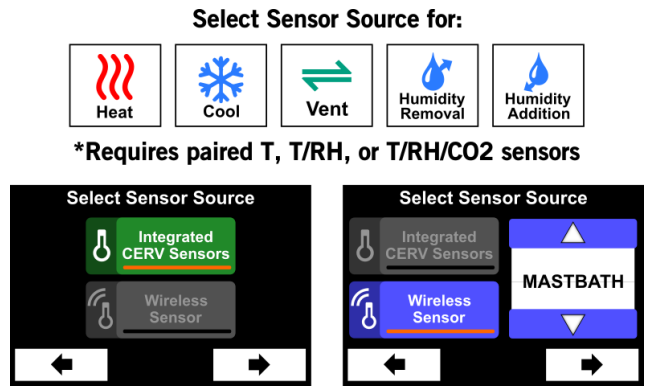 Select Sensor Source for:
Heat
Cool
Vent
Humidity
Removal
Humidity
Addition
*Requires paired T, T/RH, or T/RH/CO2 sensors
Select Sensor Source
Integrated
CERV Sensors
Wireless
Sensor
Select Sensor Source
Integrated
CERV Sensors
Wireless
Sensor
MASTBATH